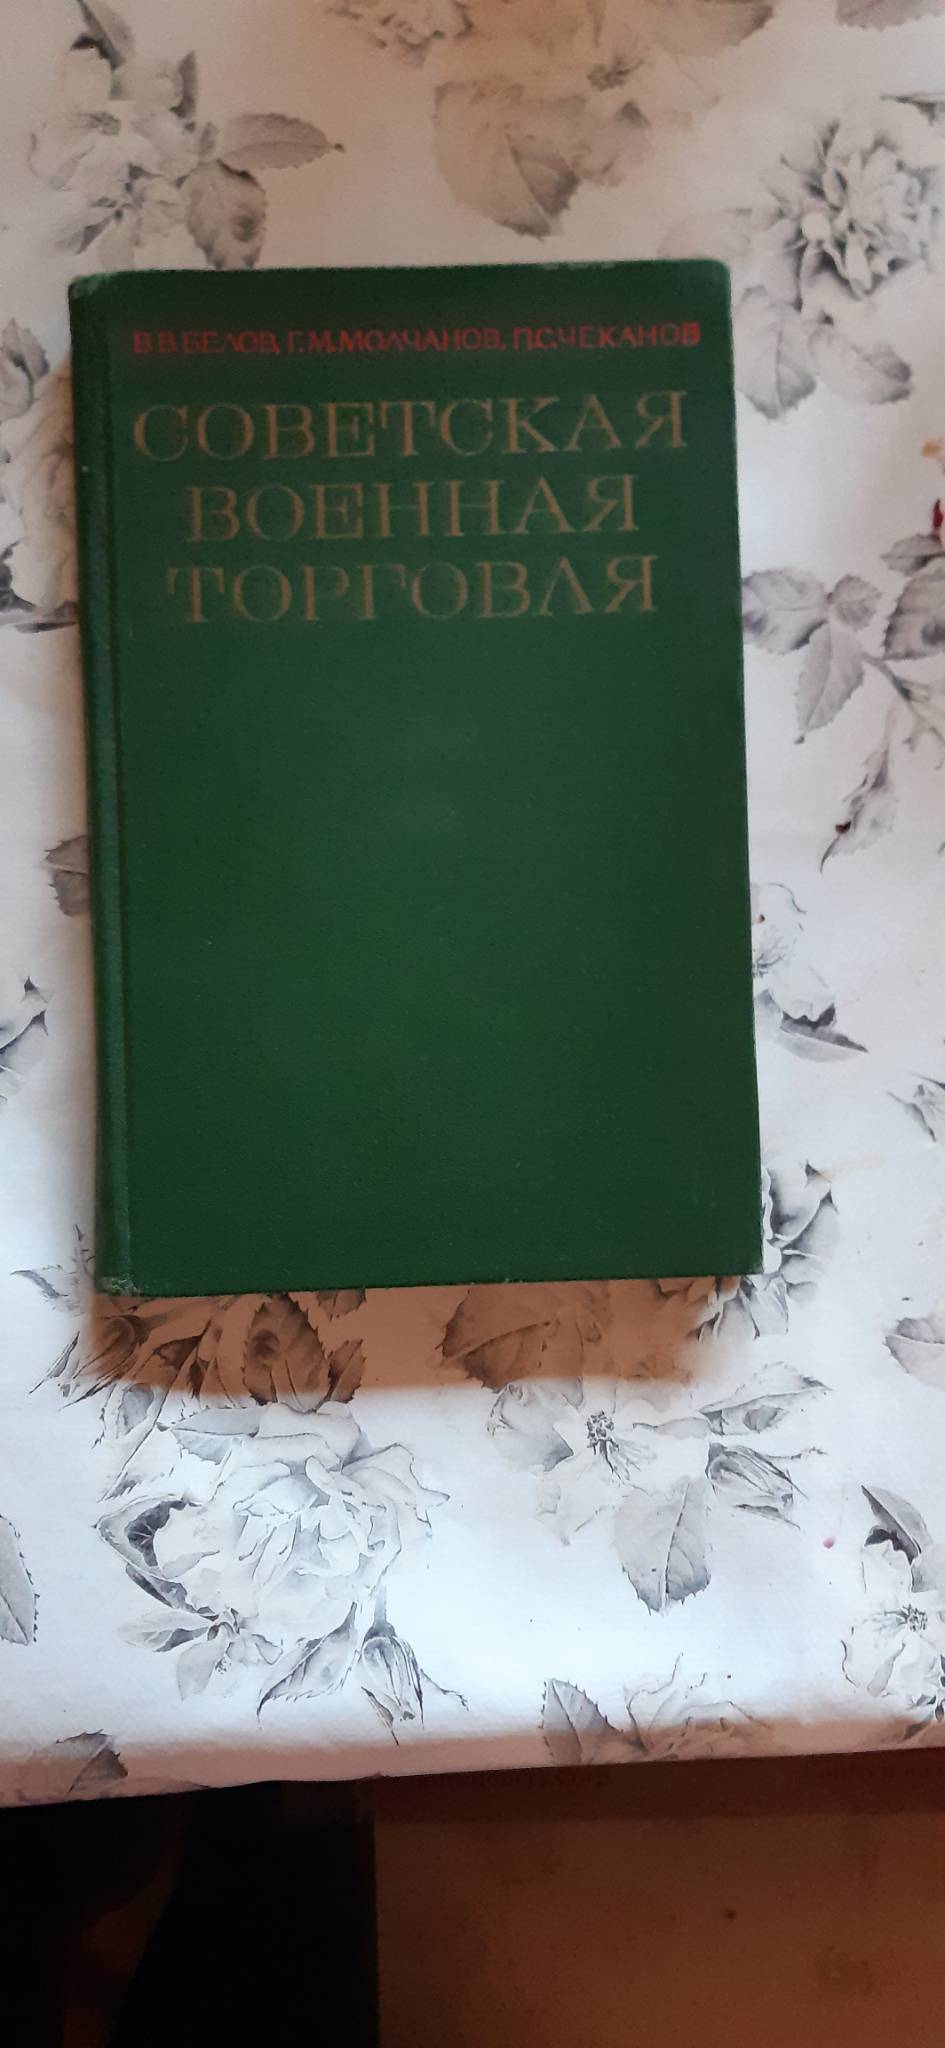 В.В.БЕЛОВ, Г.М.МОЛЧАНОВ, П.С.ЧЕКАНОВ
СОВЕТСКАЯ
ВОЕННАЯ
ТОРГОВЛЯ